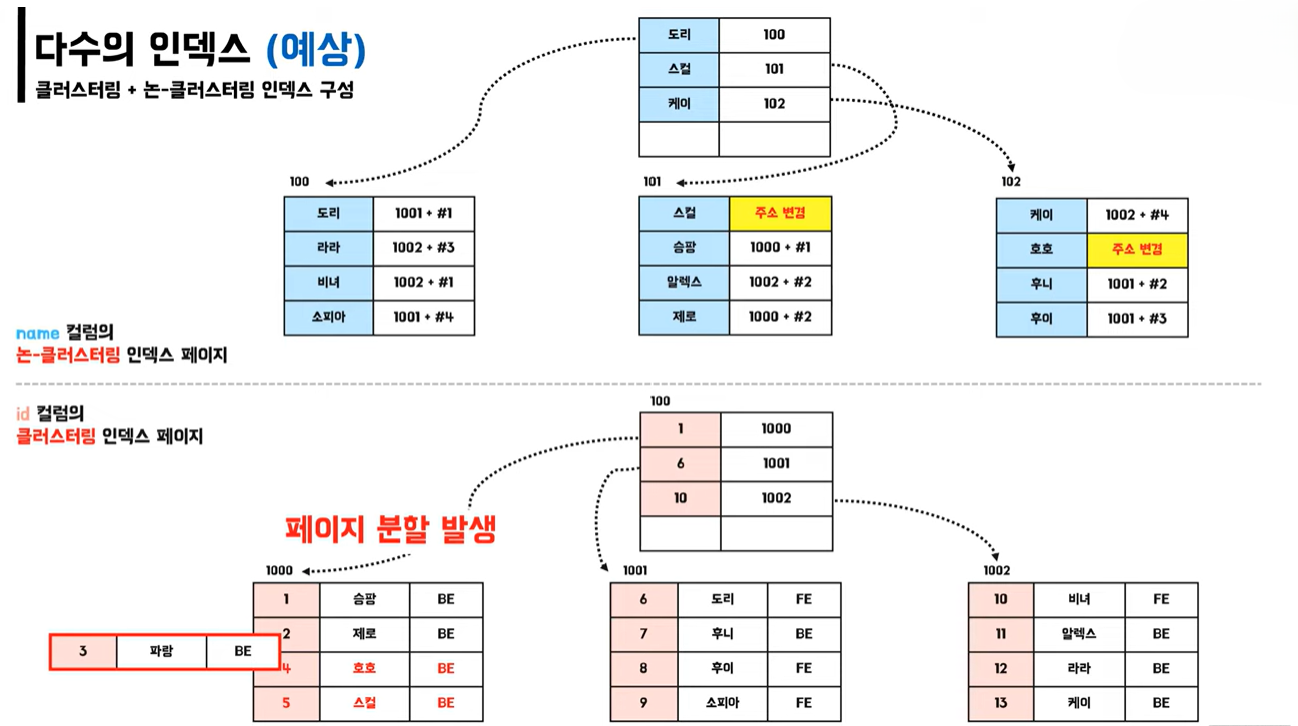 다수의 인덱스 (예상)
클러스터링 + 논-클러스터링 인덱스 구성
도리 100
스컬 101
케이 102
100
도리 1001 + #1
라라 1002 + #3
비녀 1002 + #1
소피아 1001 + #4
101
스컬 주소 변경
승팡 1000 + #1
알렉스 1002 + #2
제로 1000 + #2
102
케이 1002 + #4
호호 주소 변경
후니 1001 + #2
후이 1001 + #3
name 컬럼의
논-클러스터링 인덱스 페이지
id 컬럼의
클러스터링 인덱스 페이지
100
1 1000
6 1001
10 1002
페이지 분할 발생
1000
1 승팡 BE
2 제로 BE
4 호호 BE
5 스컬 BE
3 파랑 BE
1001
6 도리 FE
7 후니 BE
8 후이 FE
9 소피아 FE
1002
10 비녀 FE
11 알렉스 BE
12 라라 BE
13 케이 BE